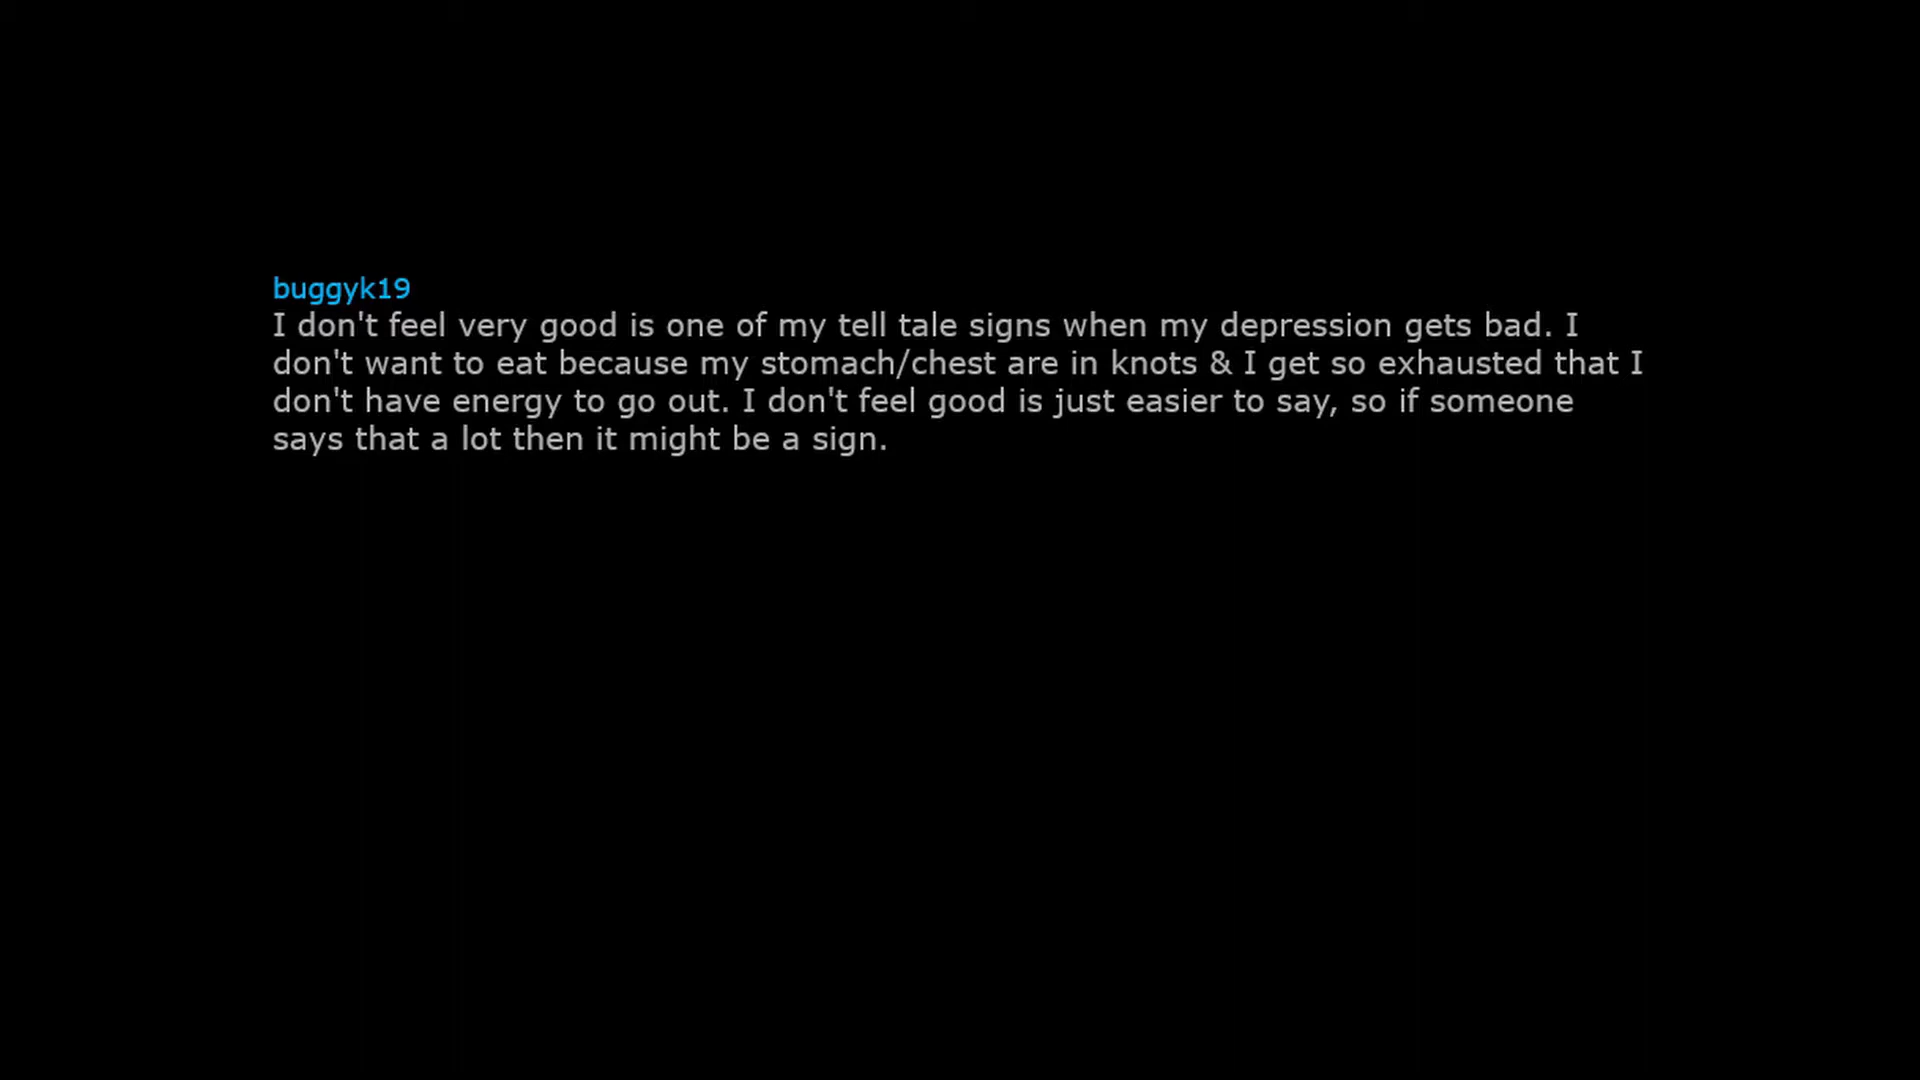 buggyk19
I don't feel very good is one of my tell tale signs when my depression gets bad. I
don't want to eat because my stomach/chest are in knots & I get so exhausted that I
don't have energy to go out. I don't feel good is just easier to say, so if someone
says that a lot then it might be a sign.